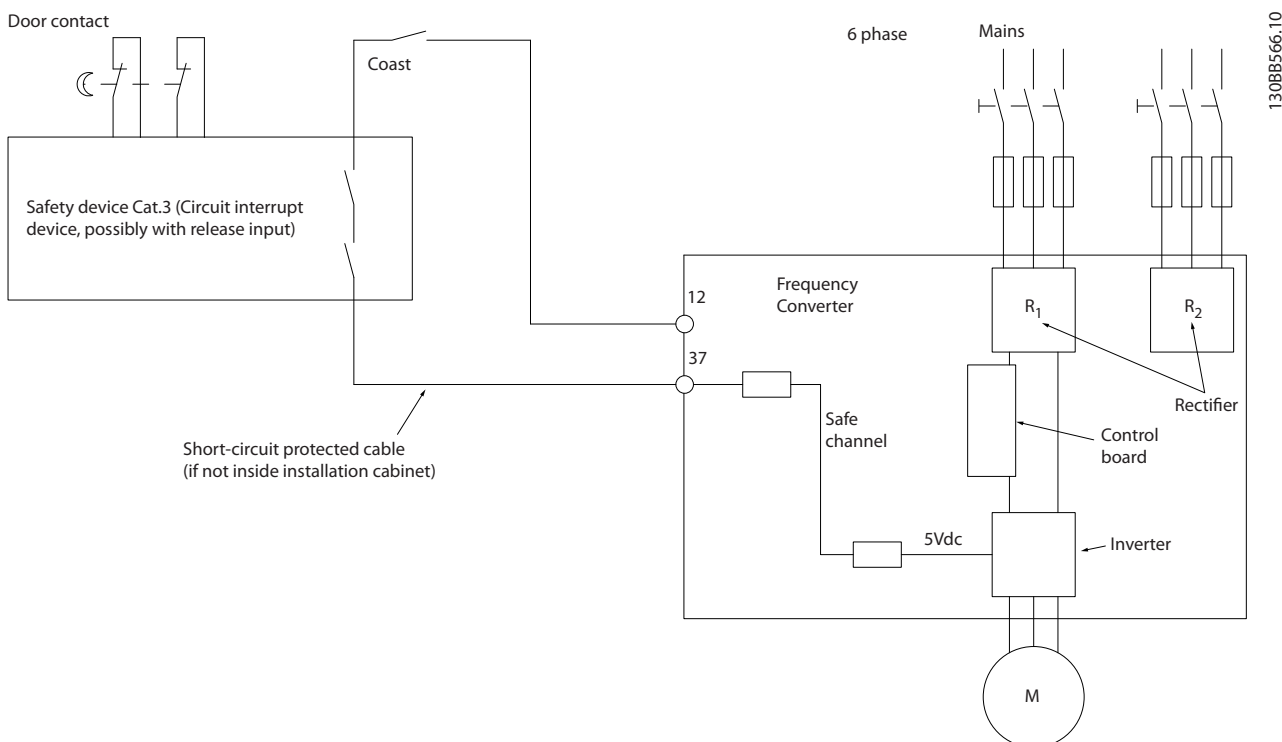 Door contact
Coast
6 phase
Mains
130BB566.10
Safety device Cat.3 (Circuit interrupt
device, possibly with release input)
12
Frequency
Converter
R1
R2
37
Rectifier
Safe
channel
Control
board
Short-circuit protected cable
(if not inside installation cabinet)
5Vdc
Inverter
M